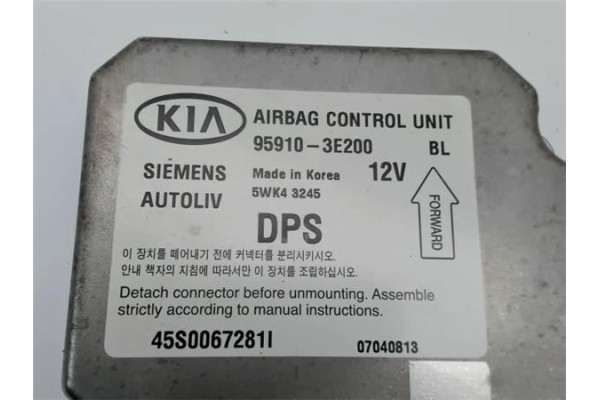 KIA AIRBAG CONTROL UNIT
95910-3E200 BL
SIEMENS Made in Korea 12V
AUTOLIV 5WK4 3245
FORWARD
DPS
이 장치를 떼어내기 전에 커넥터를 분리시키시오.
안내 책자의 지침에 따라서만 이 장치를 조립하십시오.
Detach connector before unmounting. Assemble
strictly according to manual instructions.
45S0067281I 07040813